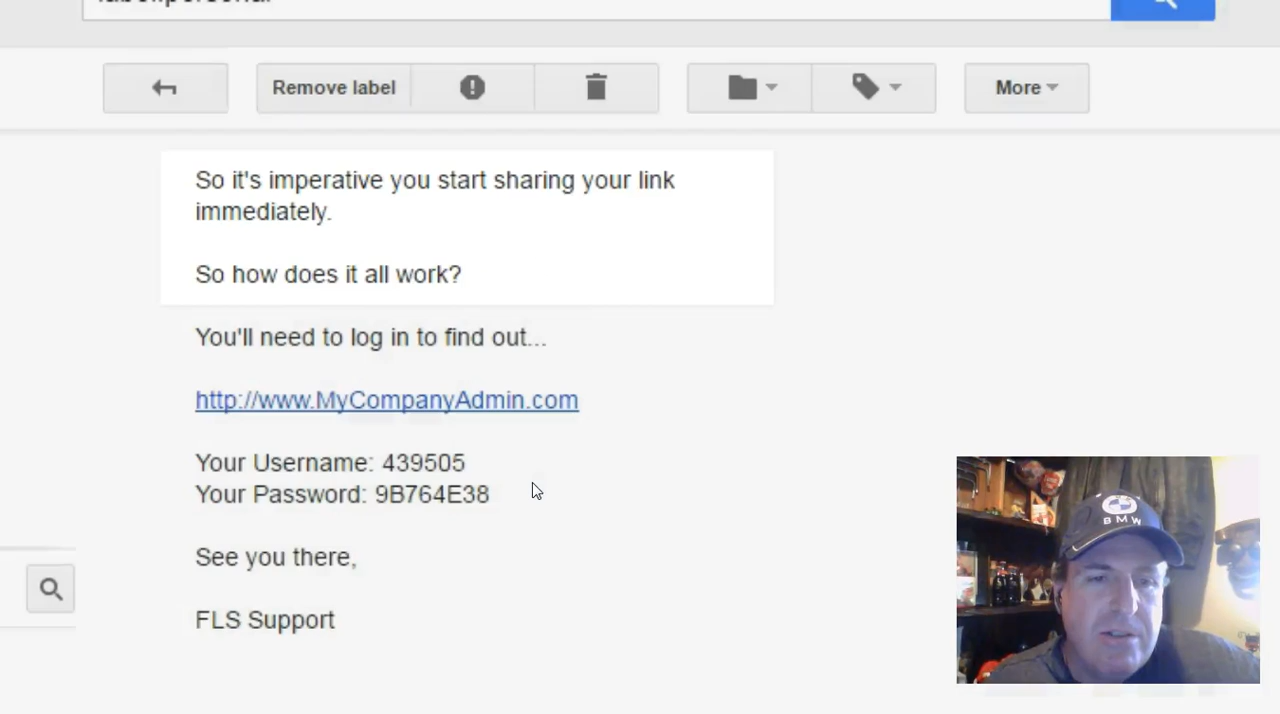 Remove label
More
So it's imperative you start sharing your link
immediately.
So how does it all work?
You'll need to log in to find out...
http://www.MyCompanyAdmin.com
Your Username: 439505
Your Password: 9B764E38
See you there,
FLS Support
BMW